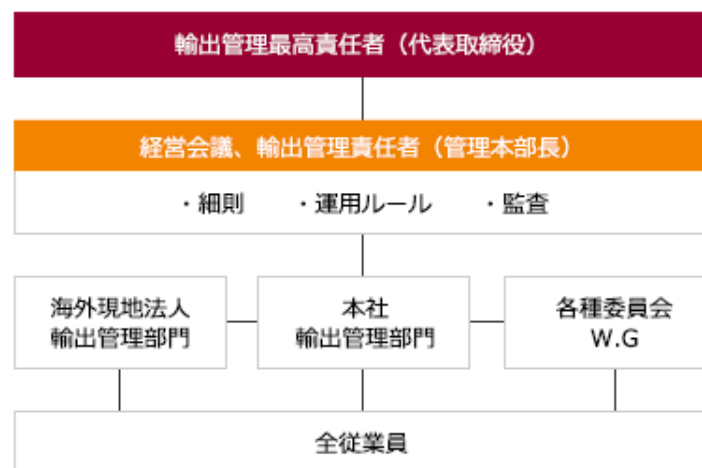 輸出管理最高責任者（代表取締役）
経営会議、輸出管理責任者（管理本部長）
・細則　・運用ルール　・監査
海外現地法人
輸出管理部門
本社
輸出管理部門
各種委員会
W.G
全従業員